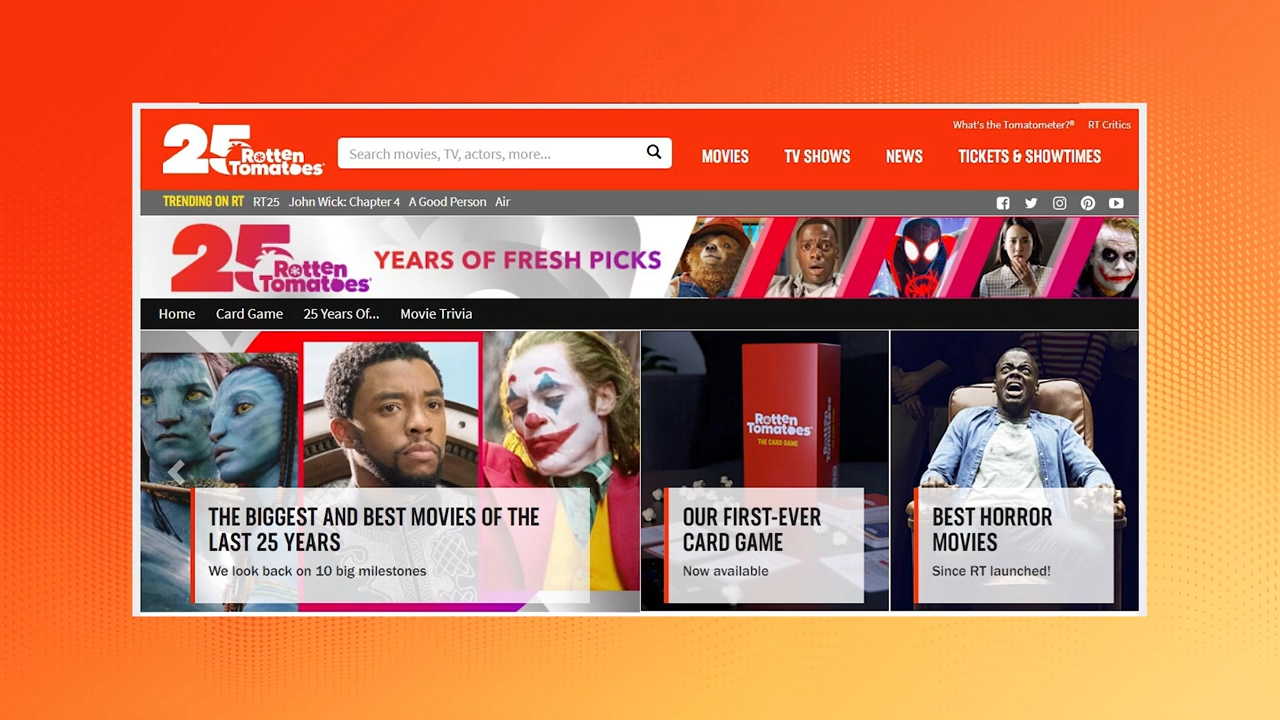 What's the Tomatometer?® RT Critics
25 Rotten Tomatoes®
Search movies, TV, actors, more...
MOVIES TV SHOWS NEWS TICKETS & SHOWTIMES
TRENDING ON RT RT25 John Wick: Chapter 4 A Good Person Air
25 Rotten Tomatoes®
YEARS OF FRESH PICKS
Home Card Game 25 Years Of... Movie Trivia
THE BIGGEST AND BEST MOVIES OF THE
LAST 25 YEARS
We look back on 10 big milestones
Rotten
Tomatoes
THE CARD GAME
OUR FIRST-EVER
CARD GAME
Now available
BEST HORROR
MOVIES
Since RT launched!